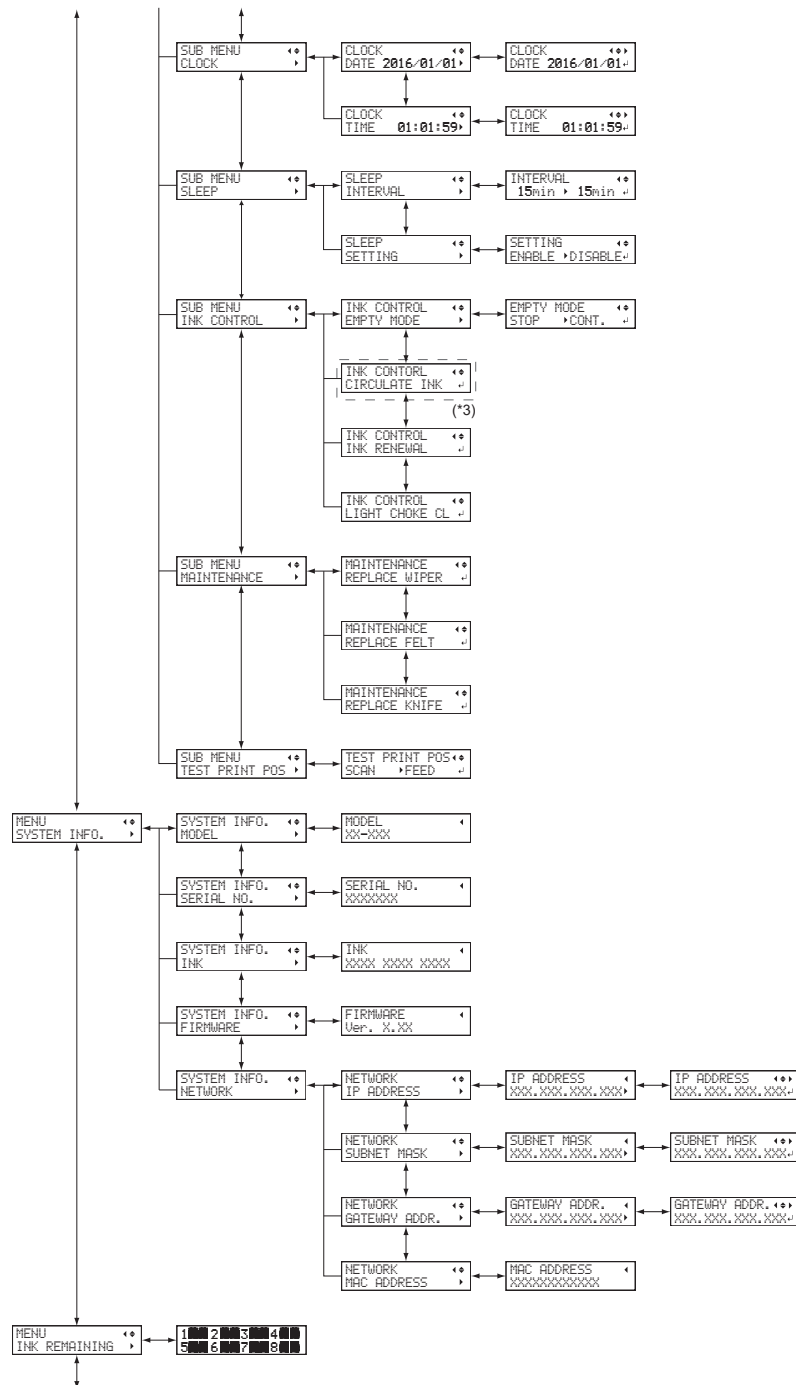 SUB MENU
CLOCK
CLOCK
DATE 2016/01/01
CLOCK
DATE 2016/01/01
CLOCK
TIME 01:01:59
CLOCK
TIME 01:01:59
SUB MENU
SLEEP
SLEEP
INTERVAL
INTERVAL
15min 15min
SLEEP
SETTING
SETTING
ENABLE DISABLE
SUB MENU
INK CONTROL
INK CONTROL
EMPTY MODE
EMPTY MODE
STOP CONT.
INK CONTORL
CIRCULATE INK
(*3)
INK CONTROL
INK RENEWAL
INK CONTROL
LIGHT CHOKE CL
SUB MENU
MAINTENANCE
MAINTENANCE
REPLACE WIPER
MAINTENANCE
REPLACE FELT
MAINTENANCE
REPLACE KNIFE
SUB MENU
TEST PRINT POS
TEST PRINT POS
SCAN FEED
MENU
SYSTEM INFO.
SYSTEM INFO.
MODEL
MODEL
XX-XXX
SYSTEM INFO.
SERIAL NO.
SERIAL NO.
XXXXXXX
SYSTEM INFO.
INK
INK
XXXX XXXX XXXX
SYSTEM INFO.
FIRMWARE
FIRMWARE
Ver. X.XX
SYSTEM INFO.
NETWORK
NETWORK
IP ADDRESS
IP ADDRESS
XXX.XXX.XXX.XXX
IP ADDRESS
XXX.XXX.XXX.XXX
NETWORK
SUBNET MASK
SUBNET MASK
XXX.XXX.XXX.XXX
SUBNET MASK
XXX.XXX.XXX.XXX
NETWORK
GATEWAY ADDR.
GATEWAY ADDR.
XXX.XXX.XXX.XXX
GATEWAY ADDR.
XXX.XXX.XXX.XXX
NETWORK
MAC ADDRESS
MAC ADDRESS
XXXXXXXXXXXX
MENU
INK REMAINING
1 2 3 4
5 6 7 8